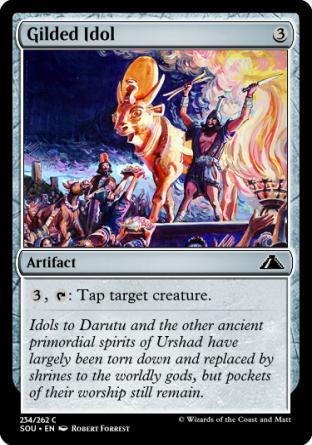 Gilded Idol 3
Artifact
3, T: Tap target creature.
Idols to Darutu and the other ancient
primordial spirits of Urshad have
largely been torn down and replaced by
shrines to the worldly gods, but pockets
of their worship still remain.
234/262 C
SOU • EN Robert Forrest
© Wizards of the Coast and Matt